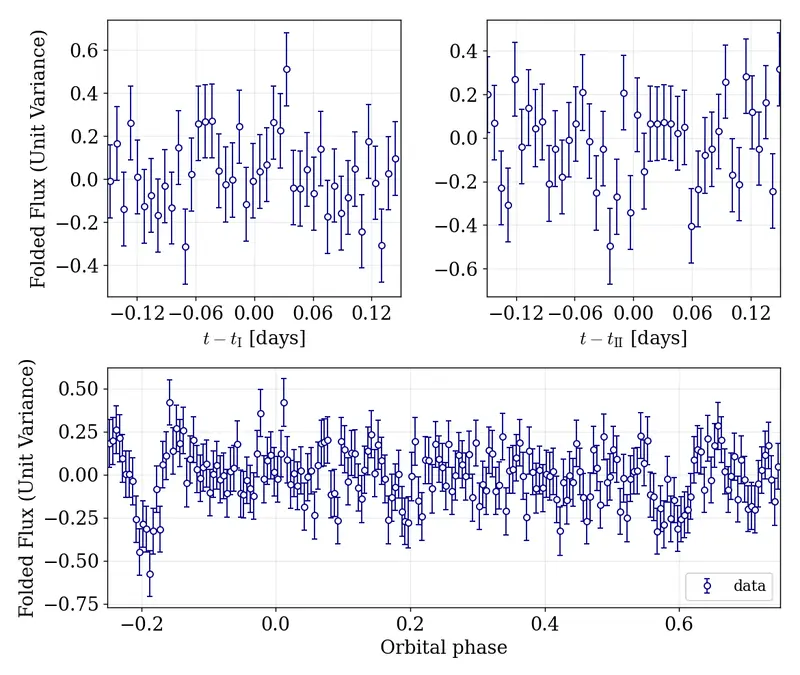 Folded Flux (Unit Variance)
0.6
0.4
0.2
0.0
−0.2
−0.4
−0.12 −0.06 0.00 0.06 0.12
t − tI [days]
0.4
0.2
0.0
−0.2
−0.4
−0.6
−0.12 −0.06 0.00 0.06 0.12
t − tII [days]
Folded Flux (Unit Variance)
0.50
0.25
0.00
−0.25
−0.50
−0.75
data
−0.2 0.0 0.2 0.4 0.6
Orbital phase